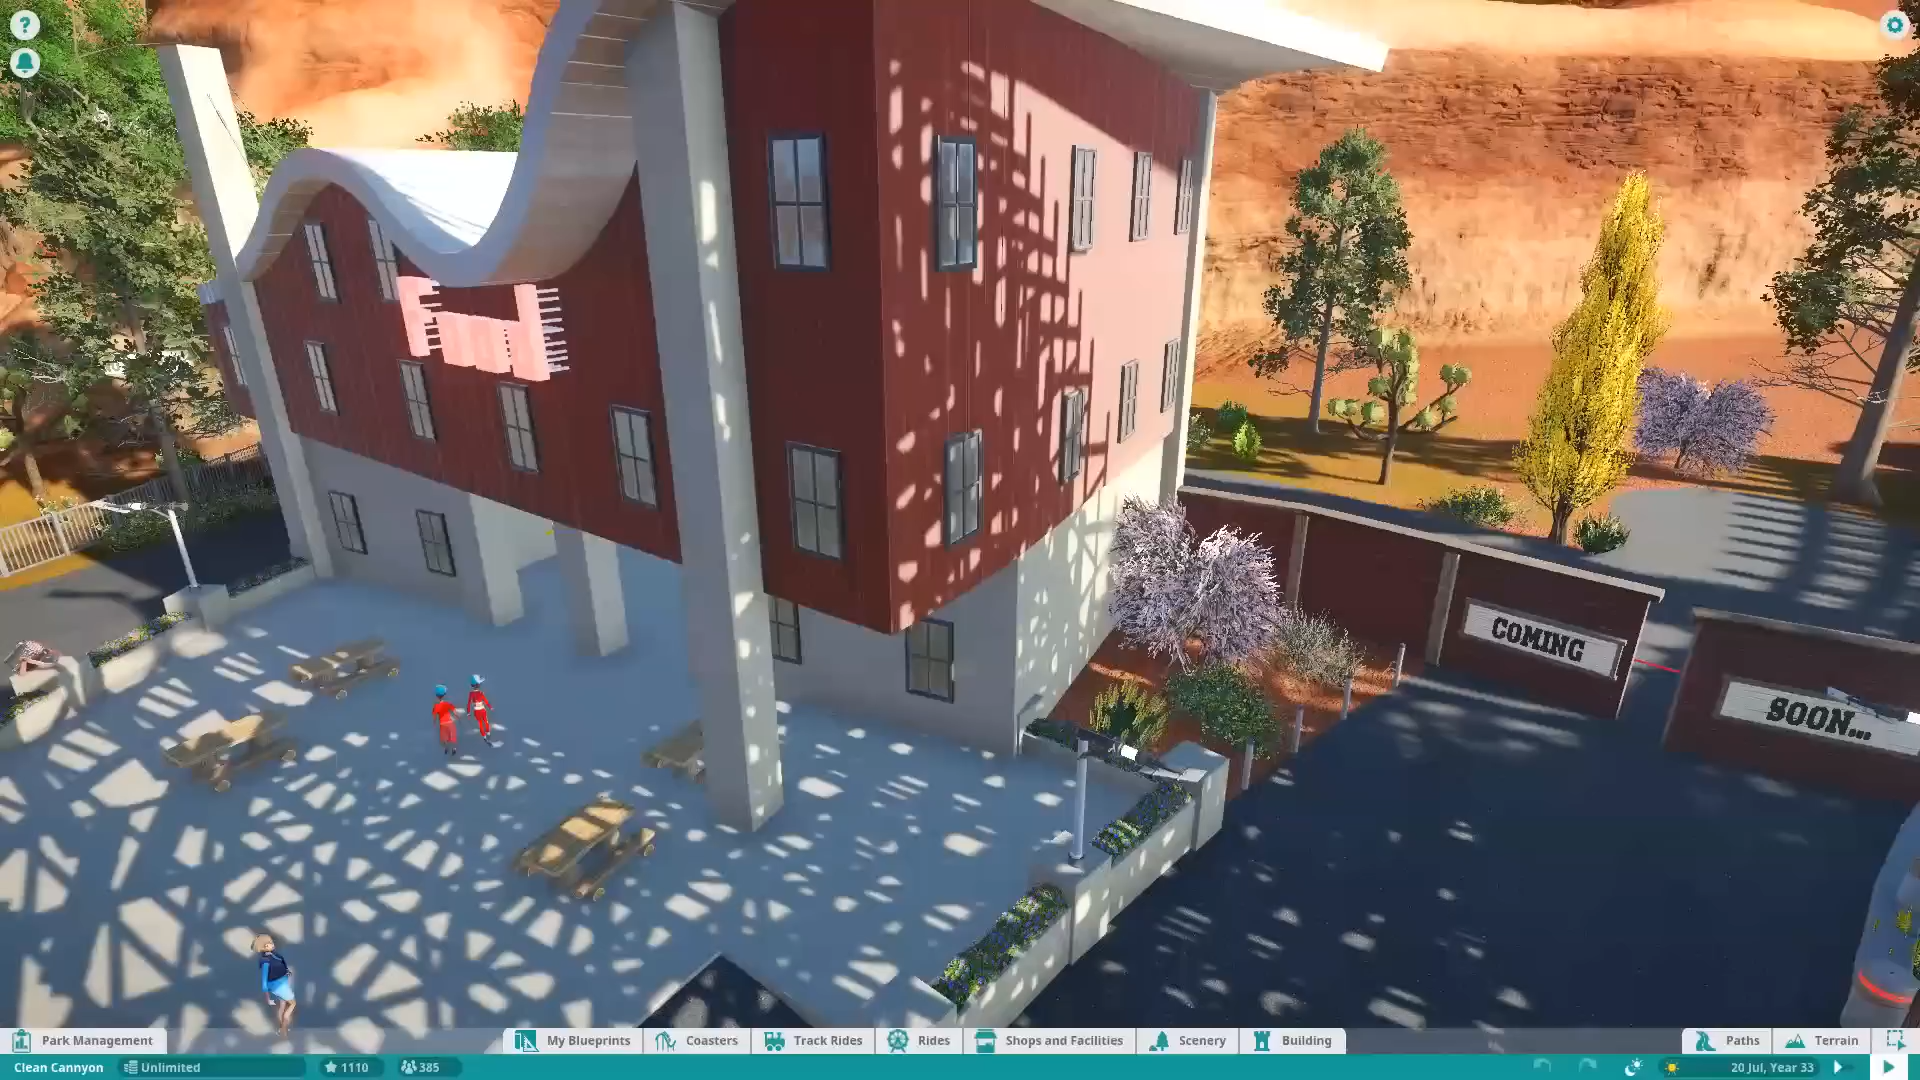 ?
Food
COMING
SOON...
Park Management
My Blueprints
Coasters
Track Rides
Rides
Shops and Facilities
Scenery
Building
Paths
Terrain
Clean Cannyon
Unlimited
1110
385
20 Jul, Year 33